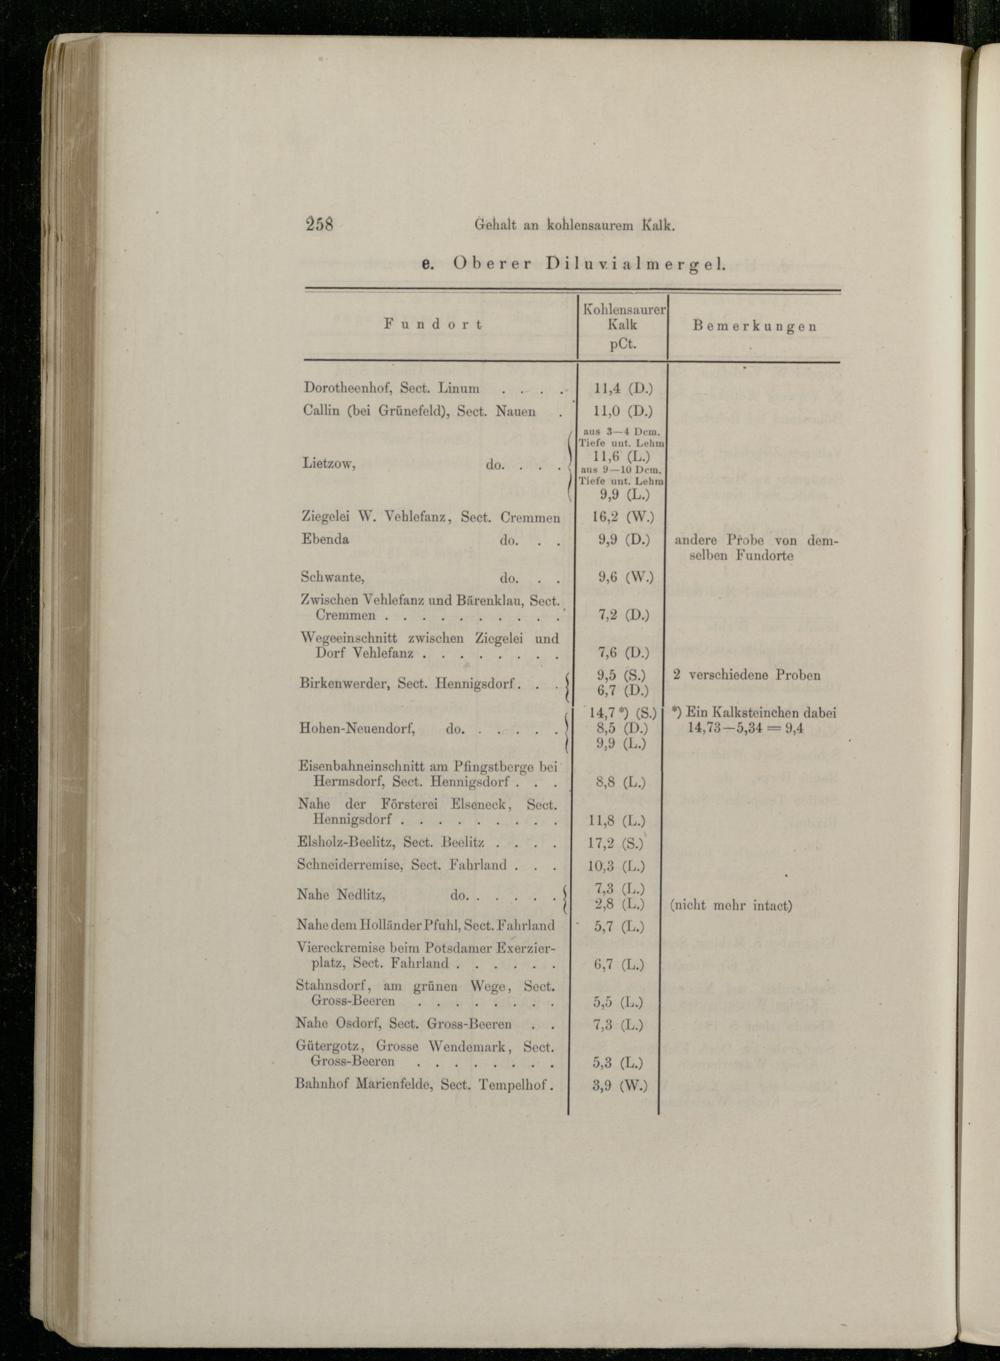 258 Gehalt an kohlensaurem Kalk.
e. Oberer Diluvialmergel.
Fundort
Kohlensaurer
Kalk
pCt.
Bemerkungen
Dorotheenhof, Sect. Linum . . . . 11,4 (D.)
Callin (bei Grünefeld), Sect. Nauen . 11,0 (D.)
aus 3—4 Dcm.
Tiefe unt. Lehm
11,6 (L.)
Lietzow, do. . . .
aus 9—10 Dcm.
Tiefe unt. Lehm
9,9 (L.)
Ziegelei W. Vehlefanz, Sect. Cremmen 16,2 (W.)
Ebenda do. . . 9,9 (D.) andere Probe von dem-
selben Fundorte
Schwante, do. . . 9,6 (W.)
Zwischen Vehlefanz und Bärenklau, Sect.
Cremmen . . . . . . . . . . 7,2 (D.)
Wegeeinschnitt zwischen Ziegelei und
Dorf Vehlefanz . . . . . . . . 7,6 (D.)
9,5 (S.) 2 verschiedene Proben
Birkenwerder, Sect. Hennigsdorf. . .
6,7 (D.)
14,7*) (S.) *) Ein Kalksteinchen dabei
Hohen-Neuendorf, do. . . . . . . 8,5 (D.) 14,73—5,34 = 9,4
9,9 (L.)
Eisenbahneinschnitt am Pfingstberge bei
Hermsdorf, Sect. Hennigsdorf . . . 8,8 (L.)
Nahe der Försterei Elseneck, Sect.
Hennigsdorf . . . . . . . . . 11,8 (L.)
Elsholz-Beelitz, Sect. Beelitz . . . . 17,2 (S.)
Schneiderremise, Sect. Fahrland . . . 10,3 (L.)
7,3 (L.)
Nahe Nedlitz, do. . . . . .
2,8 (L.) (nicht mehr intact)
Nahe dem Holländer Pfuhl, Sect. Fahrland 5,7 (L.)
Viereckremise beim Potsdamer Exerzier-
platz, Sect. Fahrland . . . . . . 6,7 (L.)
Stahnsdorf, am grünen Wege, Sect.
Gross-Beeren . . . . . . . . 5,5 (L.)
Nahe Osdorf, Sect. Gross-Beeren . . 7,3 (L.)
Gütergotz, Grosse Wendemark, Sect.
Gross-Beeren . . . . . . . . 5,3 (L.)
Bahnhof Marienfelde, Sect. Tempelhof. 3,9 (W.)